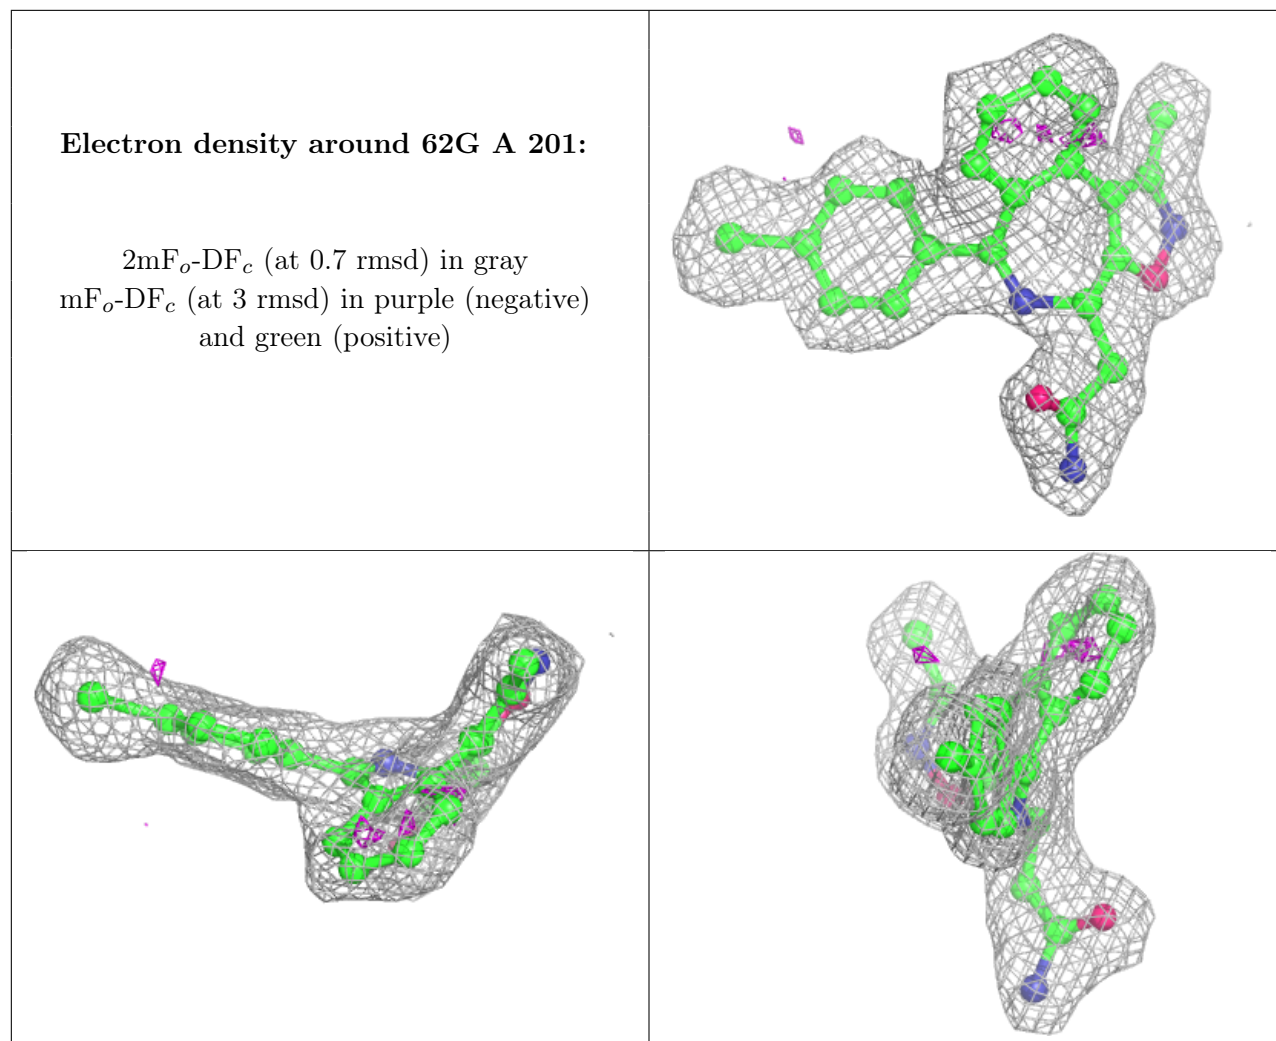 Electron density around 62G A 201:
2mFo-DFc (at 0.7 rmsd) in gray
mFo-DFc (at 3 rmsd) in purple (negative)
and green (positive)